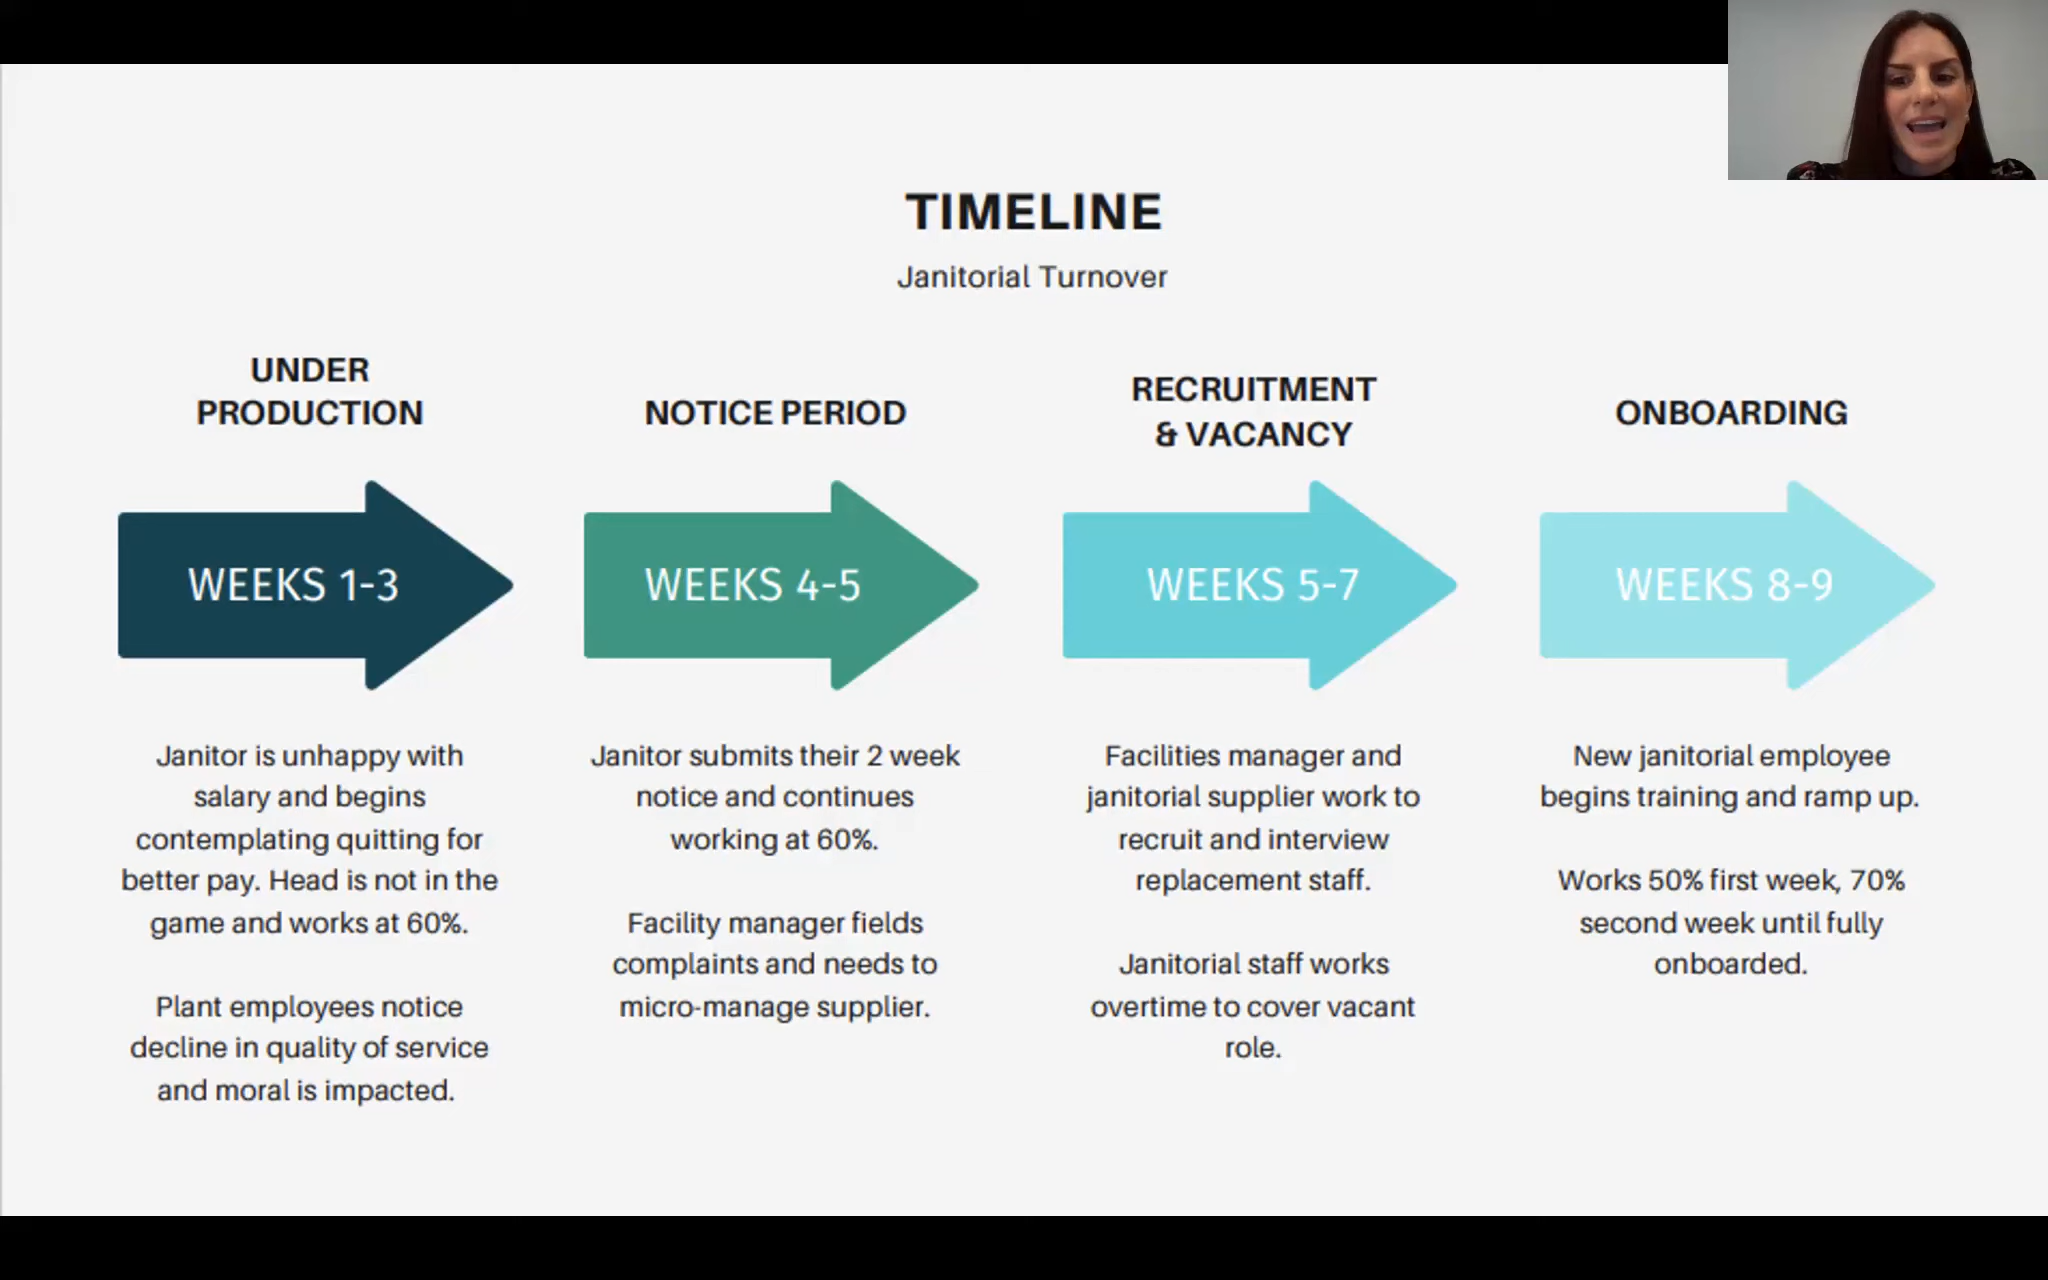 TIMELINE
Janitorial Turnover
UNDER
PRODUCTION
WEEKS 1-3
Janitor is unhappy with
salary and begins
contemplating quitting for
better pay. Head is not in the
game and works at 60%.
Plant employees notice
decline in quality of service
and moral is impacted.
NOTICE PERIOD
WEEKS 4-5
Janitor submits their 2 week
notice and continues
working at 60%.
Facility manager fields
complaints and needs to
micro-manage supplier.
RECRUITMENT
& VACANCY
WEEKS 5-7
Facilities manager and
janitorial supplier work to
recruit and interview
replacement staff.
Janitorial staff works
overtime to cover vacant
role.
ONBOARDING
WEEKS 8-9
New janitorial employee
begins training and ramp up.
Works 50% first week, 70%
second week until fully
onboarded.